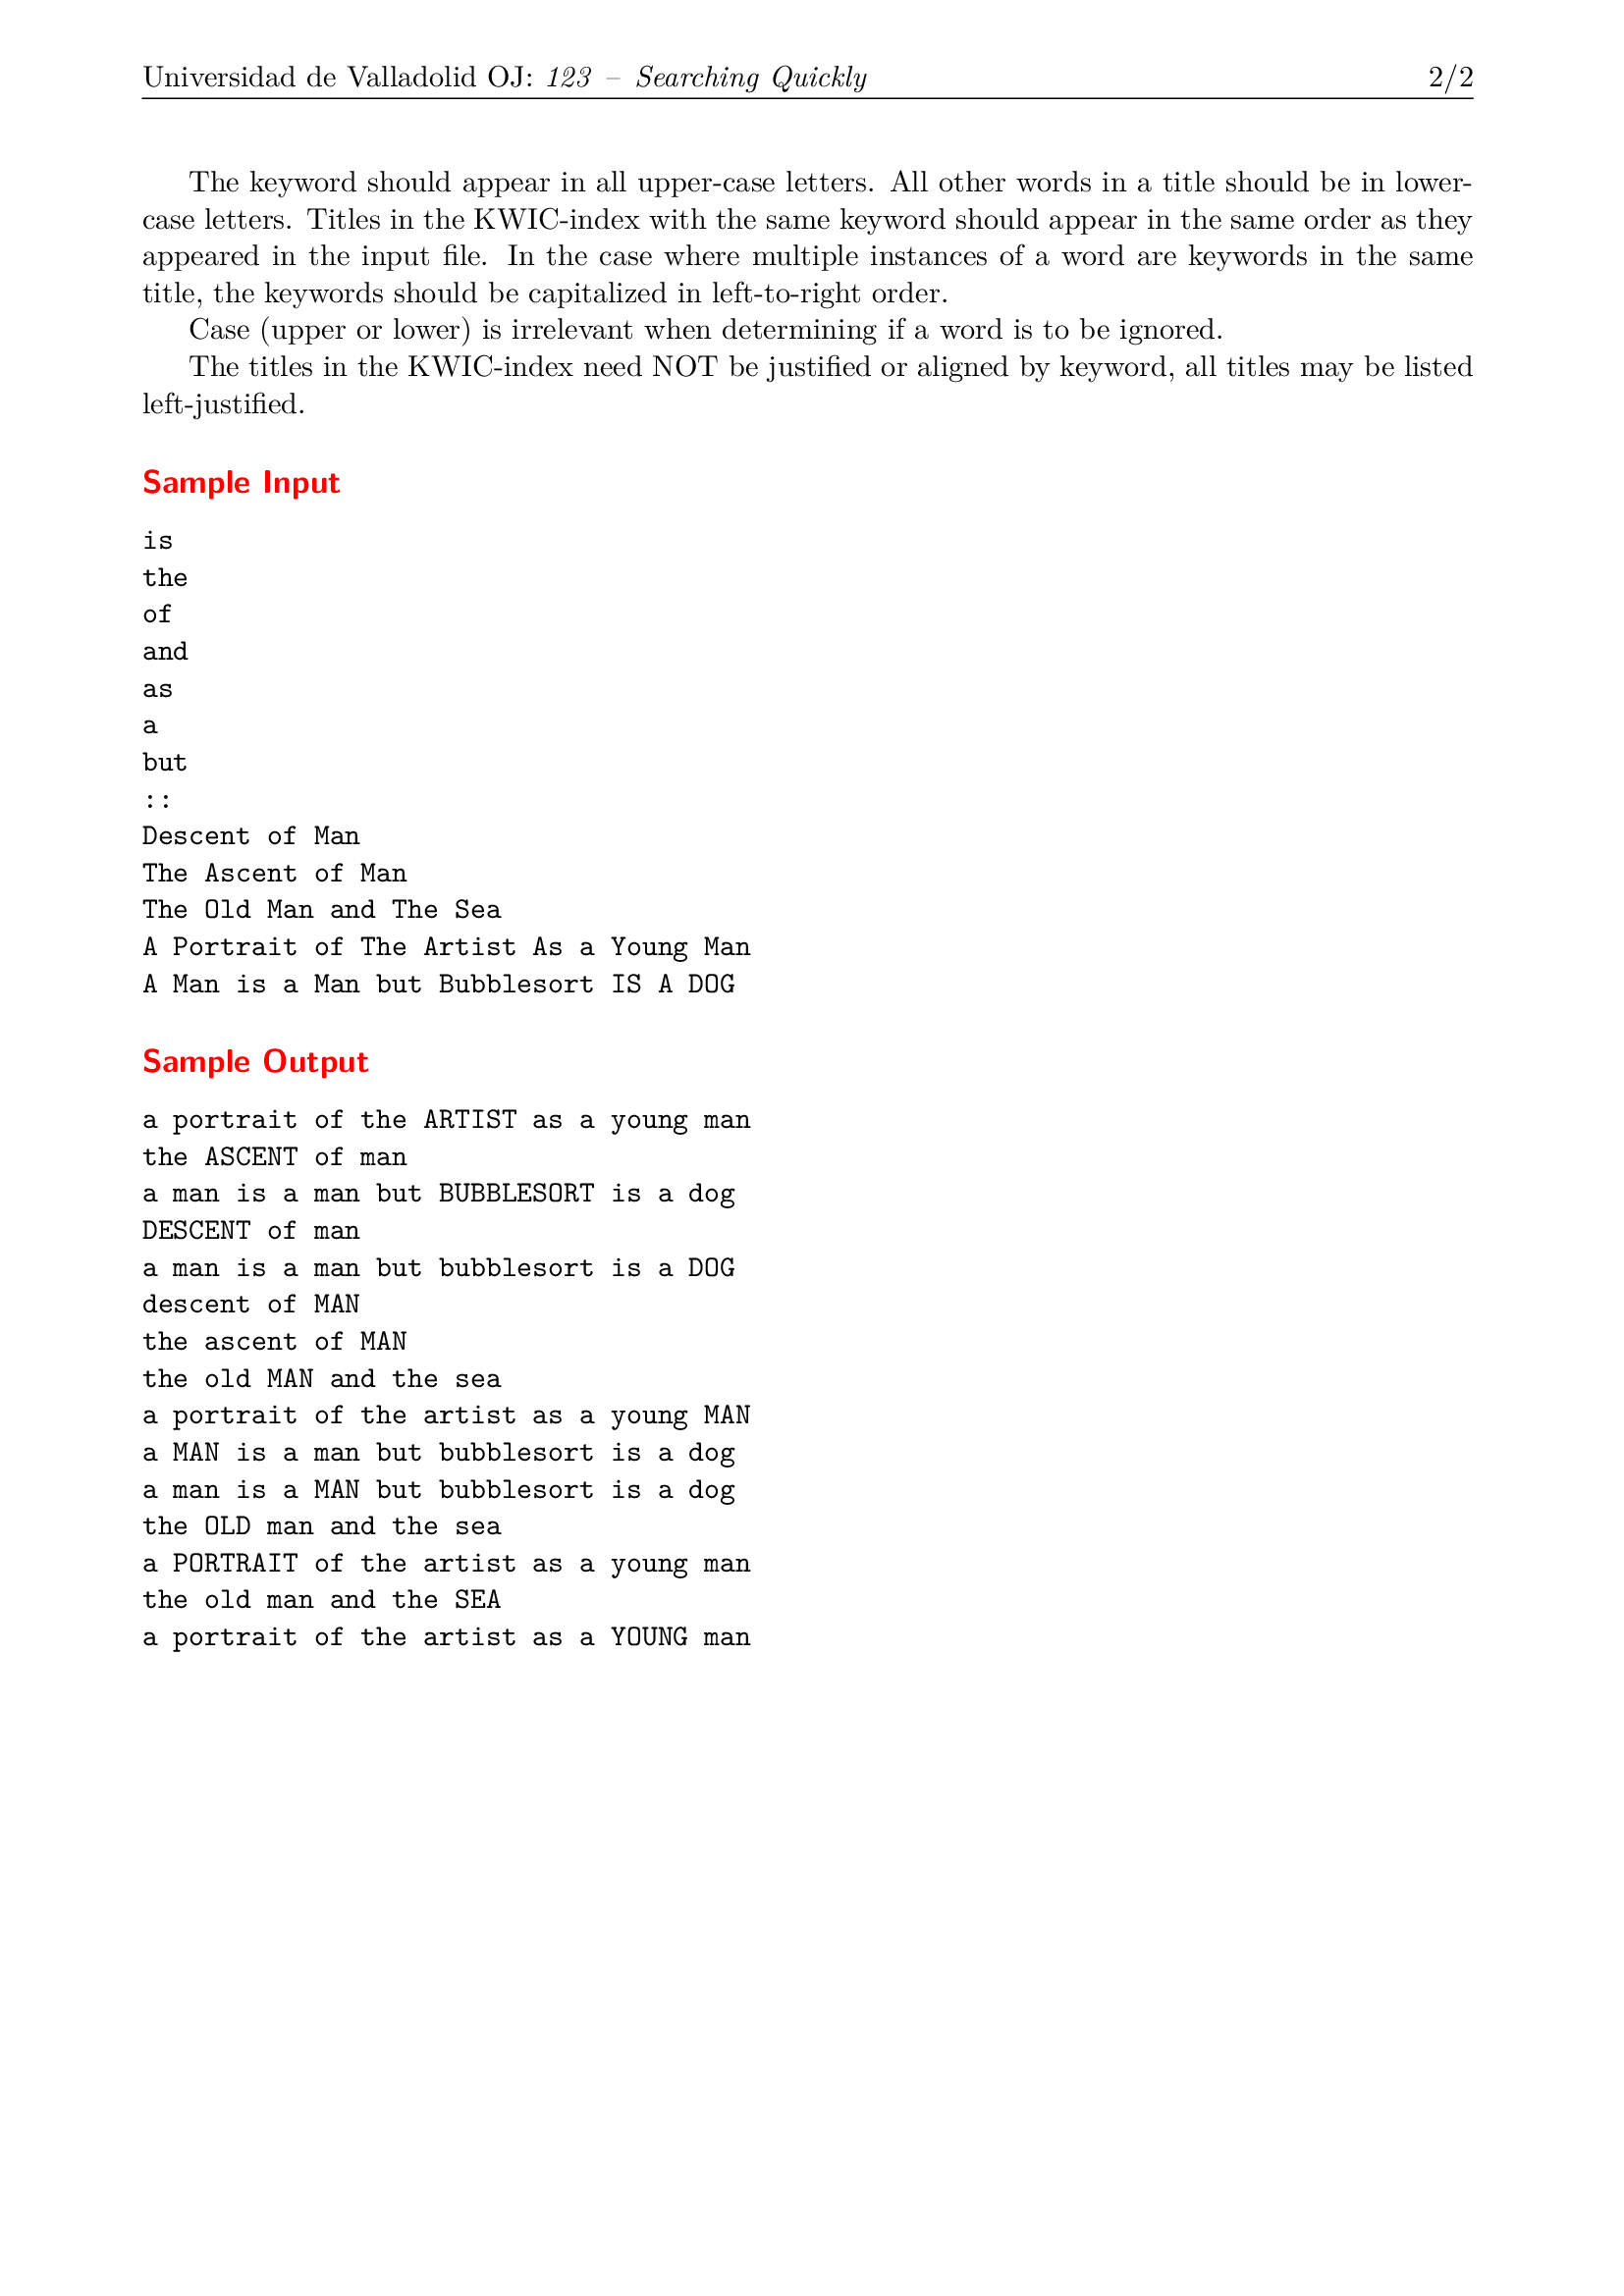 Universidad de Valladolid OJ: 123 – Searching Quickly 2/2
The keyword should appear in all upper-case letters. All other words in a title should be in lower-
case letters. Titles in the KWIC-index with the same keyword should appear in the same order as they
appeared in the input file. In the case where multiple instances of a word are keywords in the same
title, the keywords should be capitalized in left-to-right order.
Case (upper or lower) is irrelevant when determining if a word is to be ignored.
The titles in the KWIC-index need NOT be justified or aligned by keyword, all titles may be listed
left-justified.
Sample Input
is
the
of
and
as
a
but
::
Descent of Man
The Ascent of Man
The Old Man and The Sea
A Portrait of The Artist As a Young Man
A Man is a Man but Bubblesort IS A DOG
Sample Output
a portrait of the ARTIST as a young man
the ASCENT of man
a man is a man but BUBBLESORT is a dog
DESCENT of man
a man is a man but bubblesort is a DOG
descent of MAN
the ascent of MAN
the old MAN and the sea
a portrait of the artist as a young MAN
a MAN is a man but bubblesort is a dog
a man is a MAN but bubblesort is a dog
the OLD man and the sea
a PORTRAIT of the artist as a young man
the old man and the SEA
a portrait of the artist as a YOUNG man